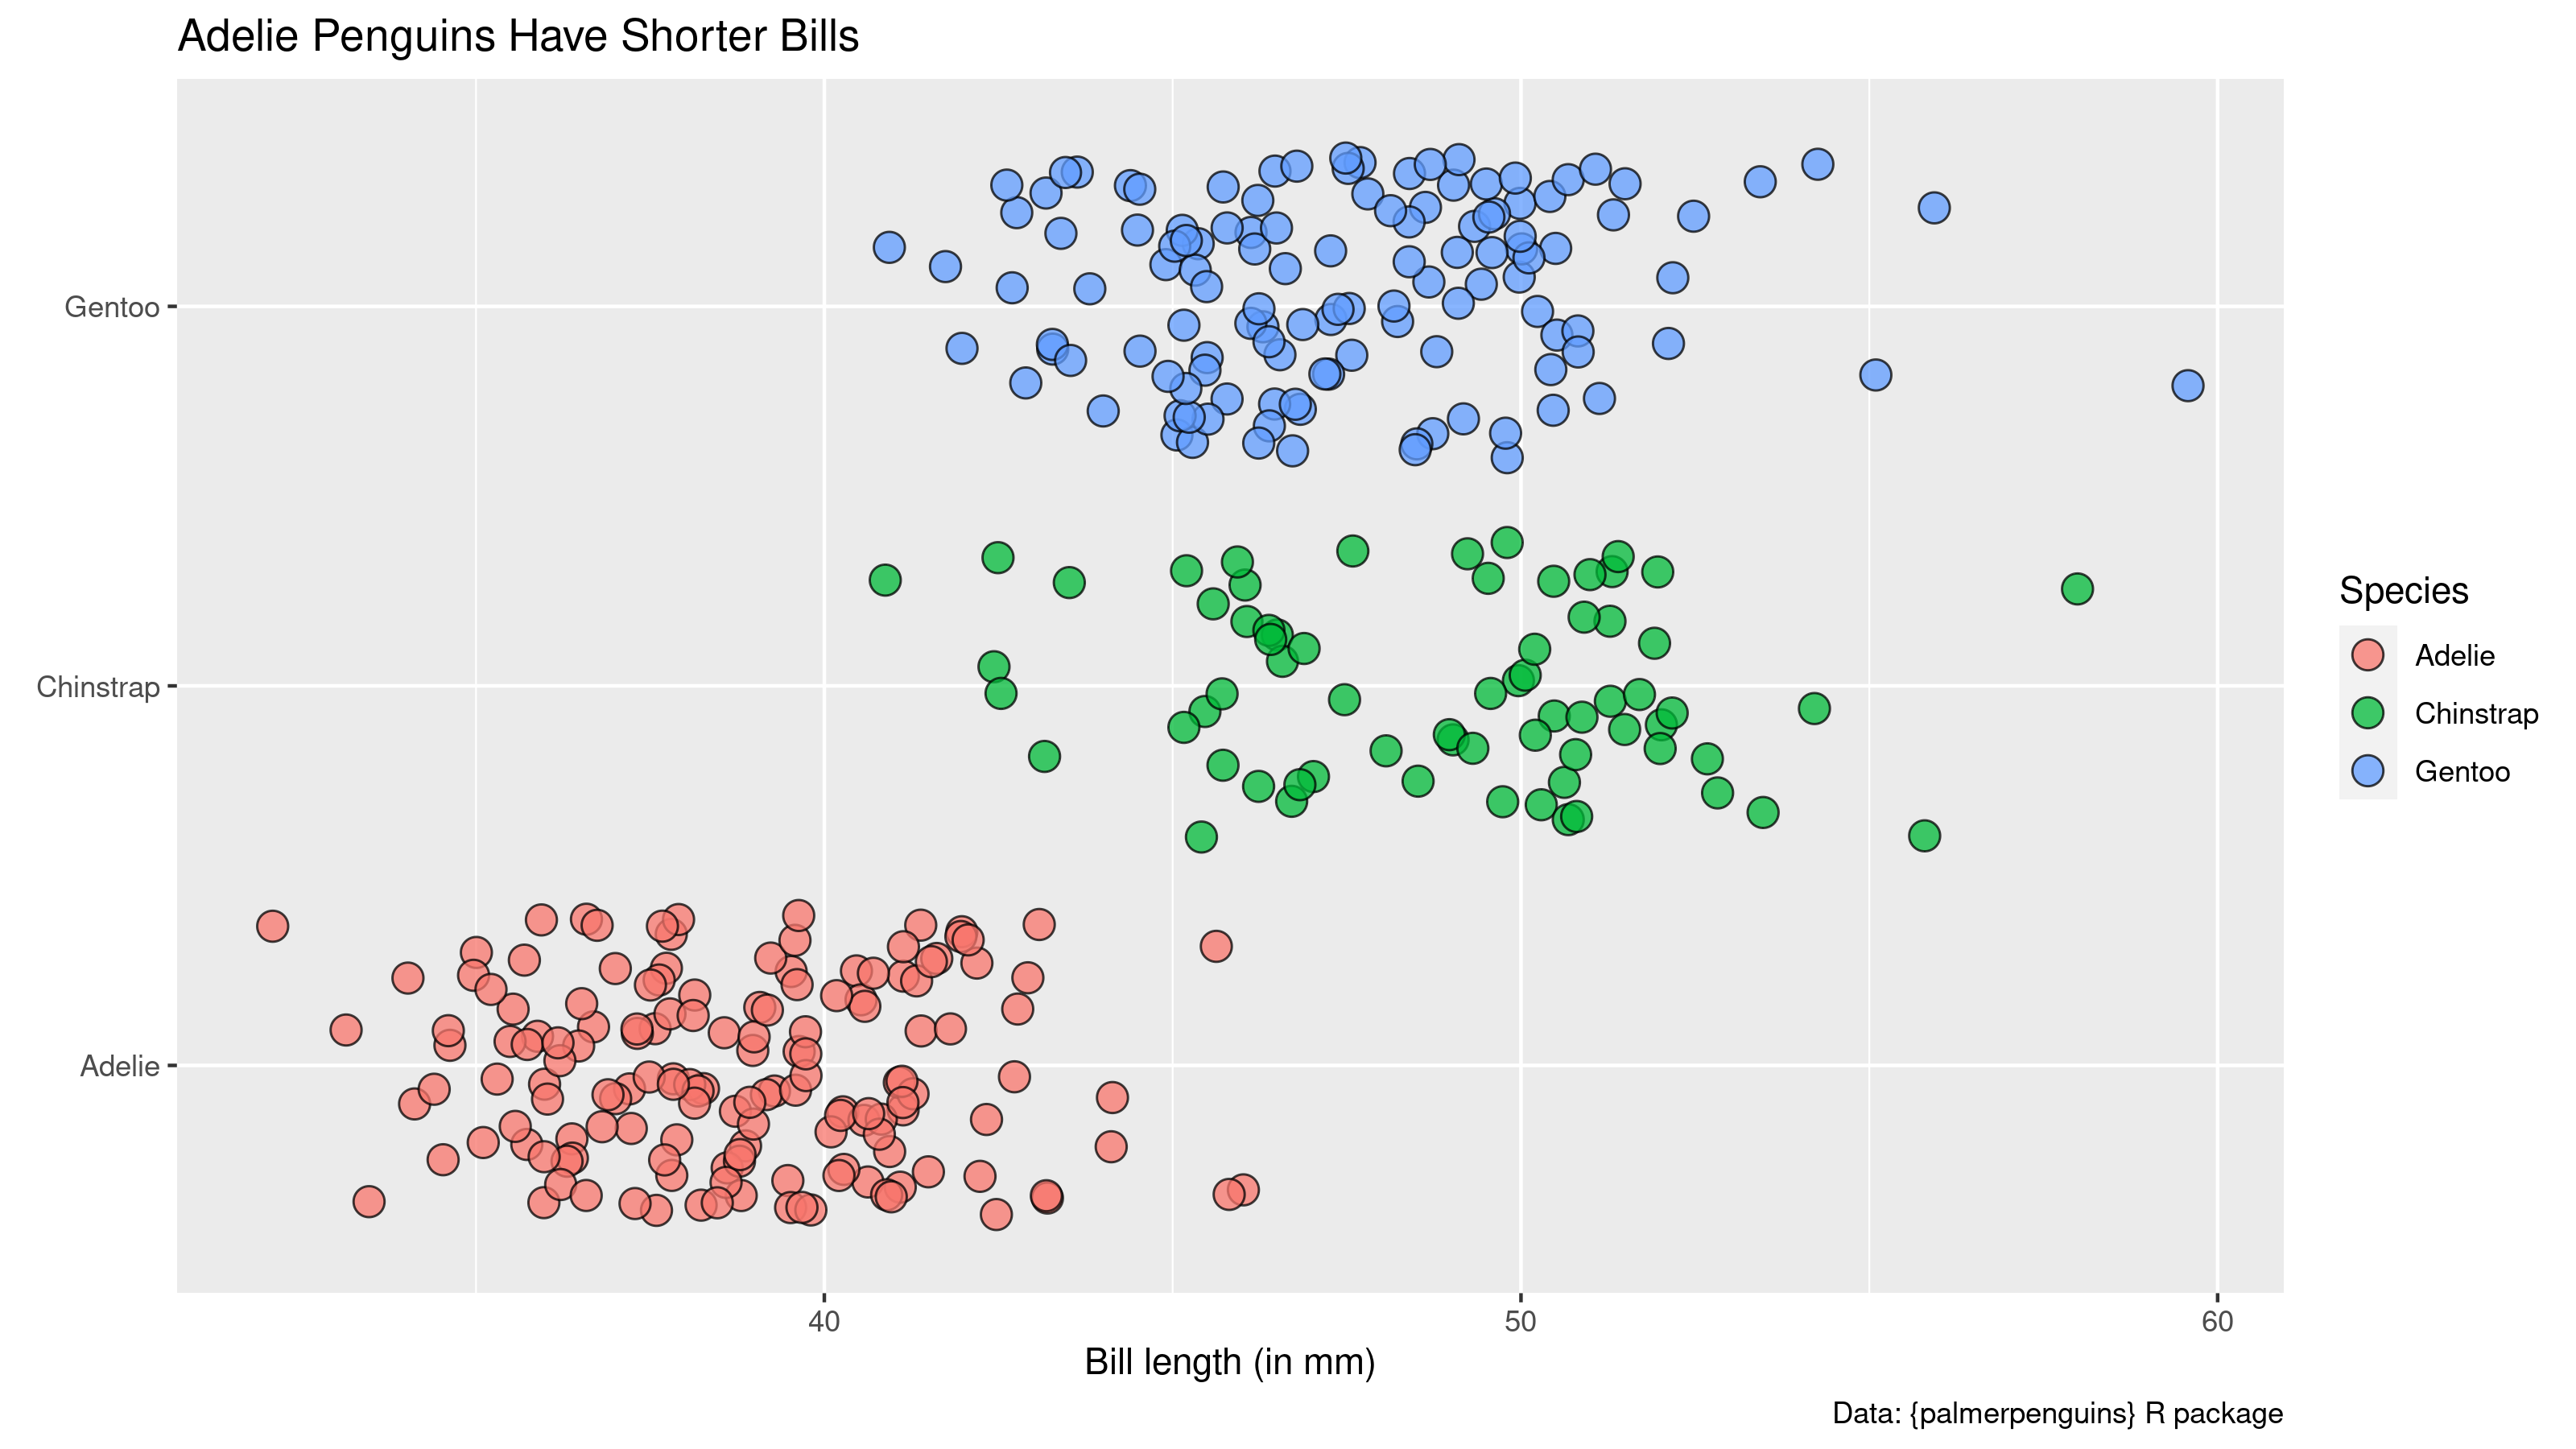 Adelie Penguins Have Shorter Bills
Gentoo
Chinstrap
Adelie
40
50
60
Bill length (in mm)
Species
Adelie
Chinstrap
Gentoo
Data: {palmerpenguins} R package